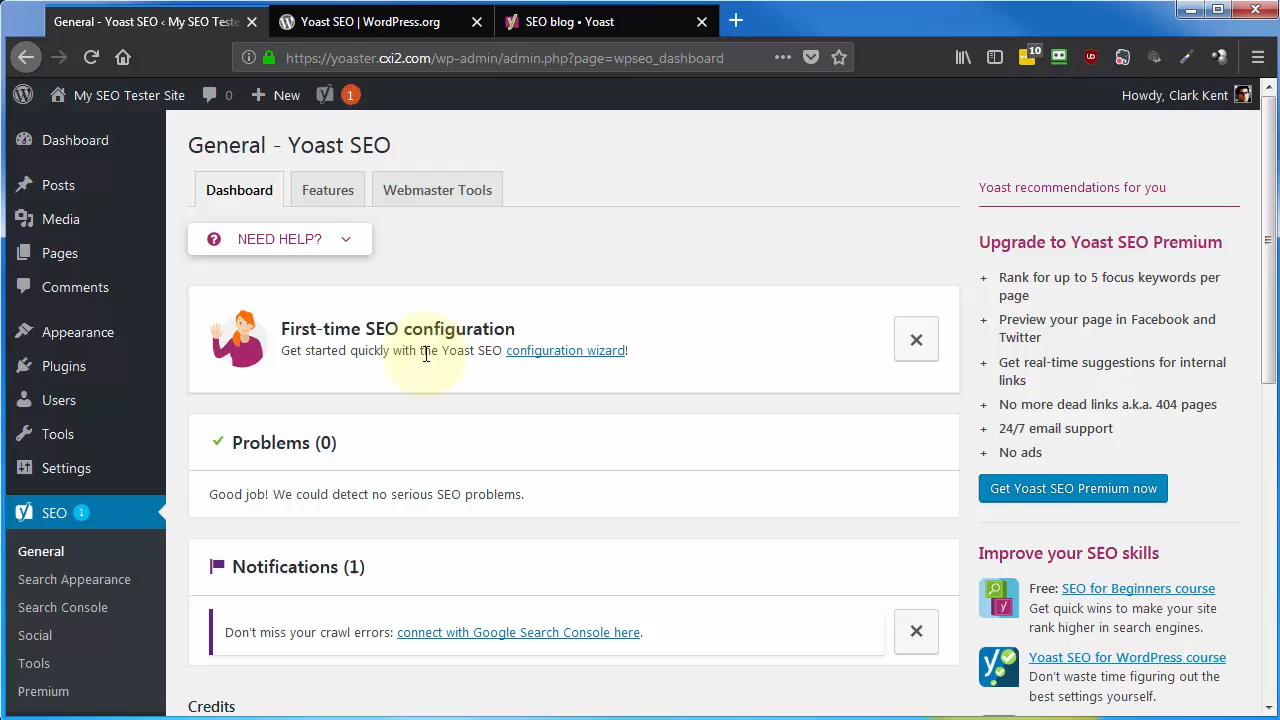 General - Yoast SEO ‹ My SEO Teste
Yoast SEO | WordPress.org
SEO blog • Yoast
https://yoaster.cxi2.com/wp-admin/admin.php?page=wpseo_dashboard
10
My SEO Tester Site
0
New
1
Howdy, Clark Kent
Dashboard
Posts
Media
Pages
Comments
Appearance
Plugins
Users
Tools
Settings
SEO 1
General
Search Appearance
Search Console
Social
Tools
Premium
General - Yoast SEO
Dashboard
Features
Webmaster Tools
NEED HELP?
First-time SEO configuration
Get started quickly with the Yoast SEO configuration wizard!
Problems (0)
Good job! We could detect no serious SEO problems.
Notifications (1)
Don't miss your crawl errors: connect with Google Search Console here.
Credits
Yoast recommendations for you
Upgrade to Yoast SEO Premium
+ Rank for up to 5 focus keywords per
page
+ Preview your page in Facebook and
Twitter
+ Get real-time suggestions for internal
links
+ No more dead links a.k.a. 404 pages
+ 24/7 email support
+ No ads
Get Yoast SEO Premium now
Improve your SEO skills
Free: SEO for Beginners course
Get quick wins to make your site
rank higher in search engines.
Yoast SEO for WordPress course
Don't waste time figuring out the
best settings yourself.